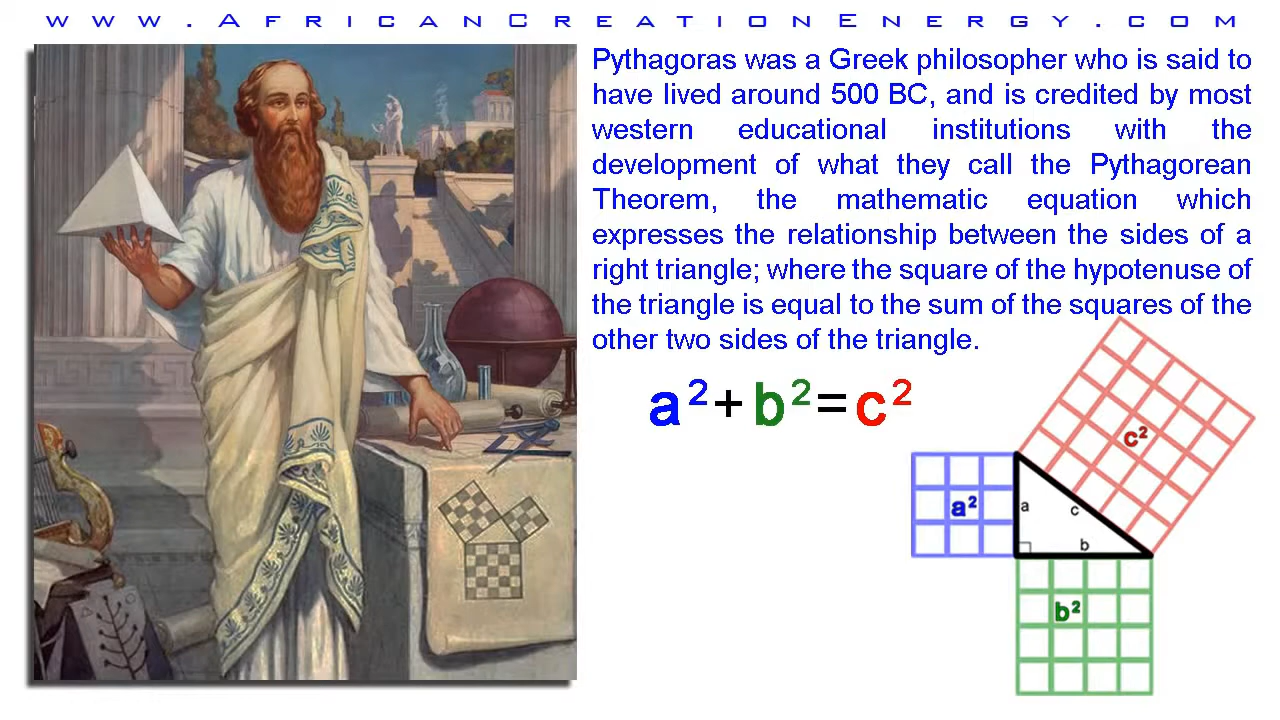 www.AfricanCreationEnergy.com
Pythagoras was a Greek philosopher who is said to
have lived around 500 BC, and is credited by most
western educational institutions with the
development of what they call the Pythagorean
Theorem, the mathematic equation which
expresses the relationship between the sides of a
right triangle; where the square of the hypotenuse of
the triangle is equal to the sum of the squares of the
other two sides of the triangle.
a²+b²=c²
c²
a²
a
c
b
b²